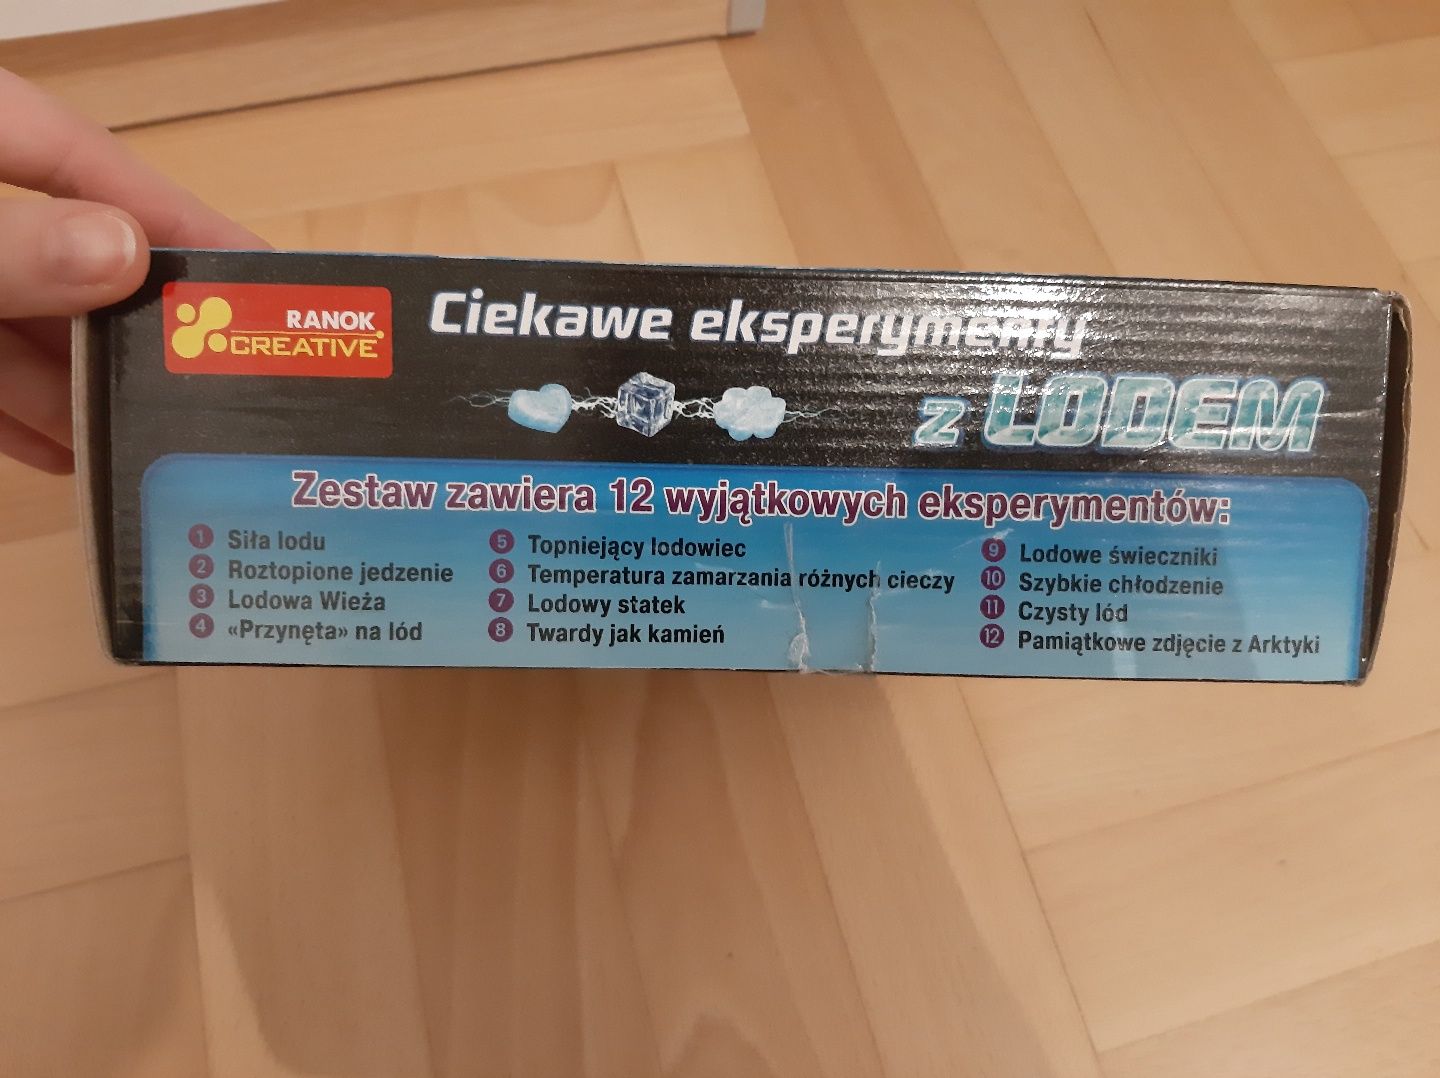 RANOK
CREATIVE
Ciekawe eksperymenty
z LODEM
Zestaw zawiera 12 wyjątkowych eksperymentów:
1 Siła lodu
2 Roztopione jedzenie
3 Lodowa Wieża
4 «Przynęta» na lód
5 Topniejący lodowiec
6 Temperatura zamarzania różnych cieczy
7 Lodowy statek
8 Twardy jak kamień
9 Lodowe świeczniki
10 Szybkie chłodzenie
11 Czysty lód
12 Pamiątkowe zdjęcie z Arktyki